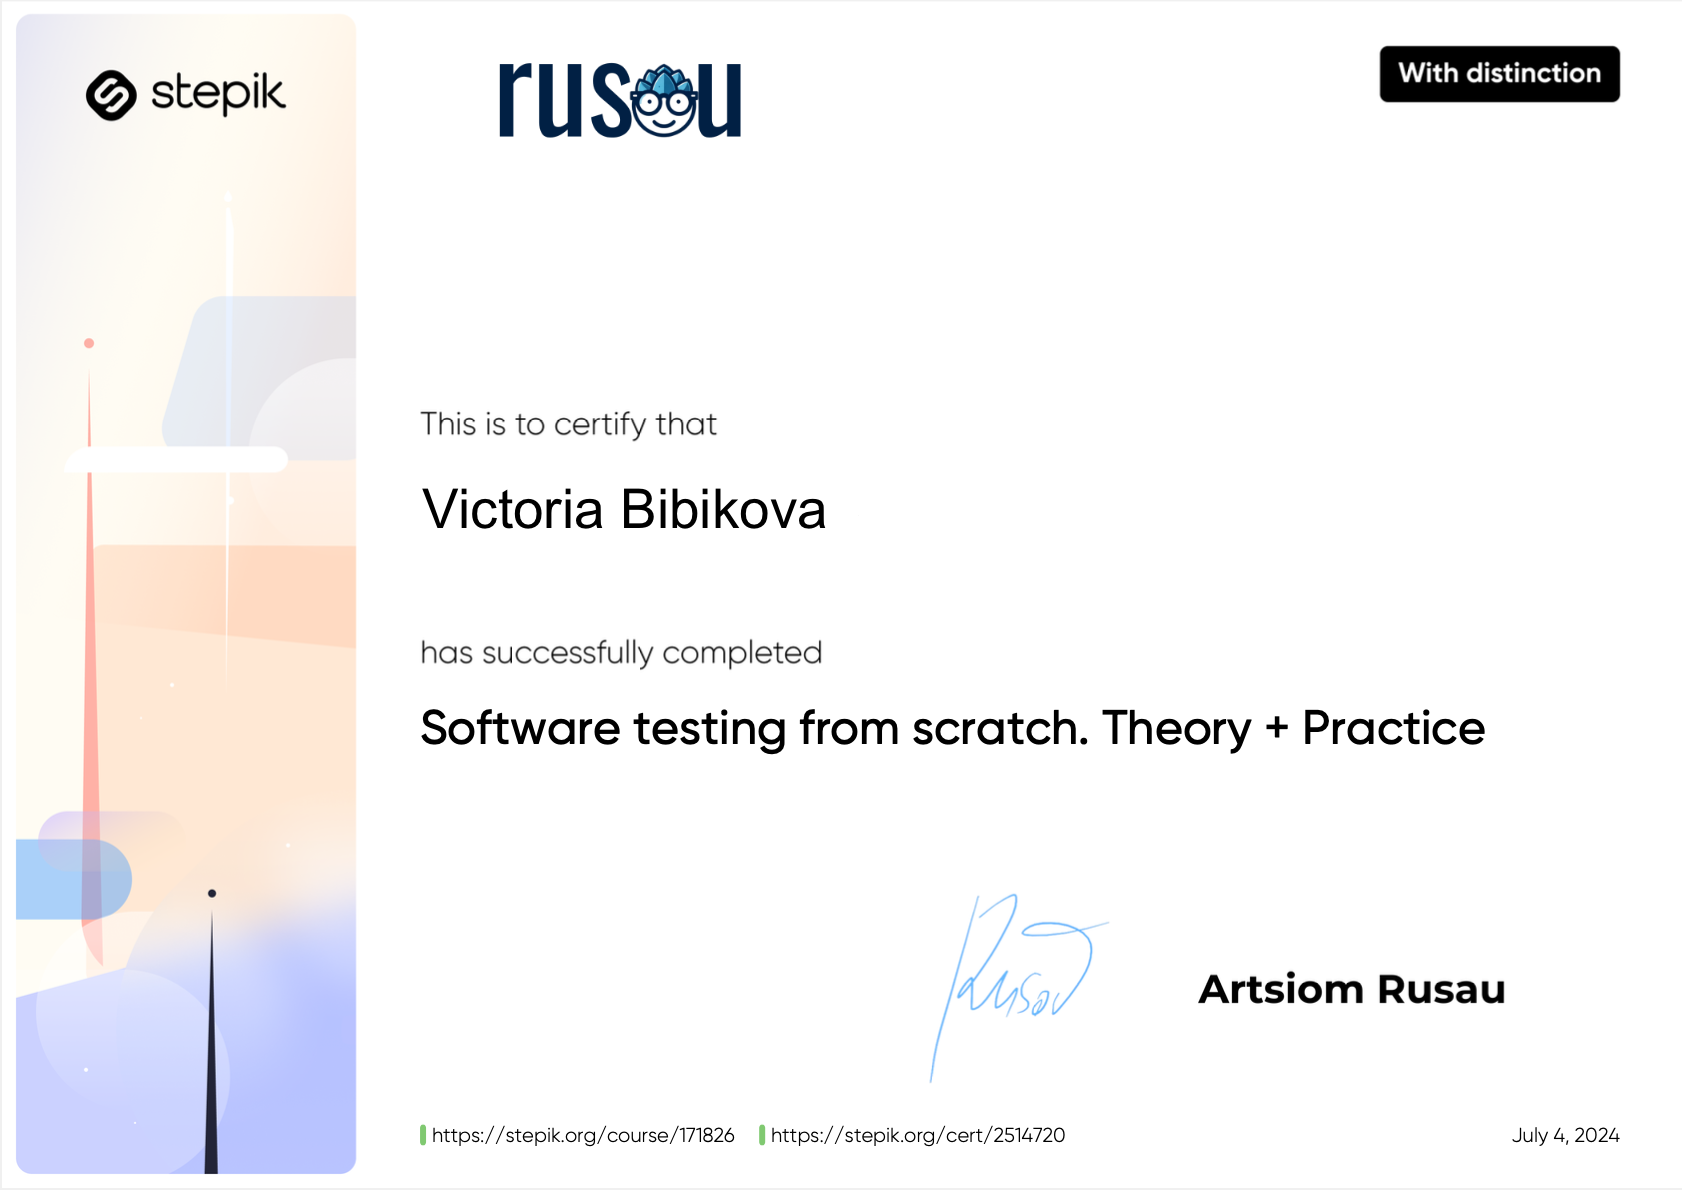 stepik
rusau
With distinction
This is to certify that
Victoria Bibikova
has successfully completed
Software testing from scratch. Theory + Practice
Rusau
Artsiom Rusau
https://stepik.org/course/171826
https://stepik.org/cert/2514720
July 4, 2024